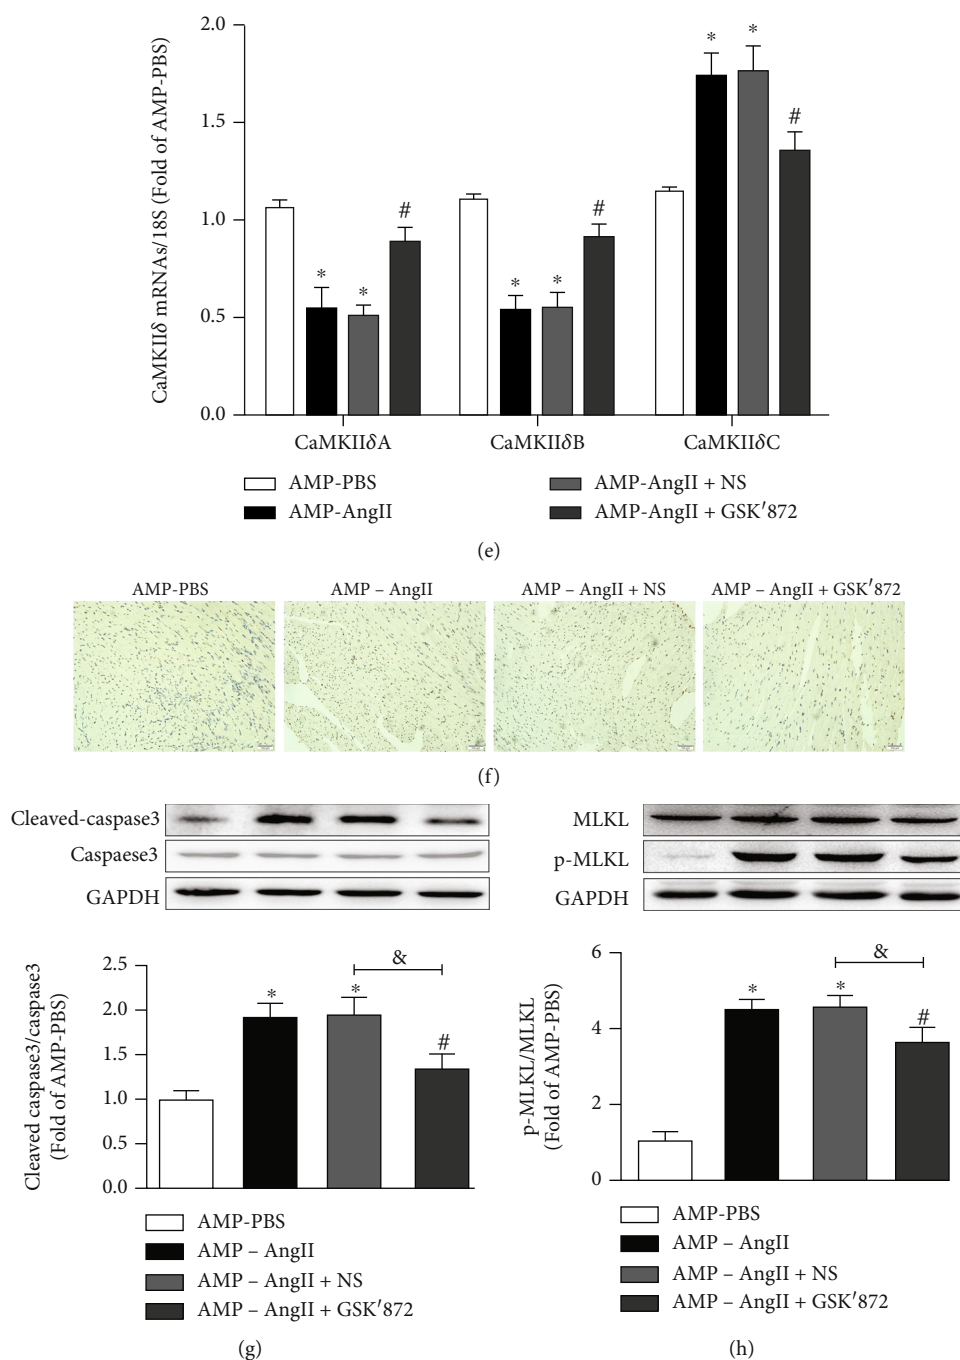 2.0
1.5
1.0
0.5
0.0
CaMKIIδ mRNAs/18S (Fold of AMP-PBS)
* * # * * # * * #
CaMKIIδA CaMKIIδB CaMKIIδC
AMP-PBS AMP-AngII + NS
AMP-AngII AMP-AngII + GSK′872
(e)
AMP-PBS AMP – AngII AMP – AngII + NS AMP – AngII + GSK′872
(f)
Cleaved-caspase3
Caspaese3
GAPDH
MLKL
p-MLKL
GAPDH
2.5
2.0
1.5
1.0
0.5
0.0
Cleaved caspase3/caspase3
(Fold of AMP-PBS)
&
* * #
AMP-PBS
AMP – AngII
AMP – AngII + NS
AMP – AngII + GSK′872
(g)
6
4
2
0
p-MLKL/MLKL
(Fold of AMP-PBS)
&
* * #
AMP-PBS
AMP – AngII
AMP – AngII + NS
AMP – AngII + GSK′872
(h)